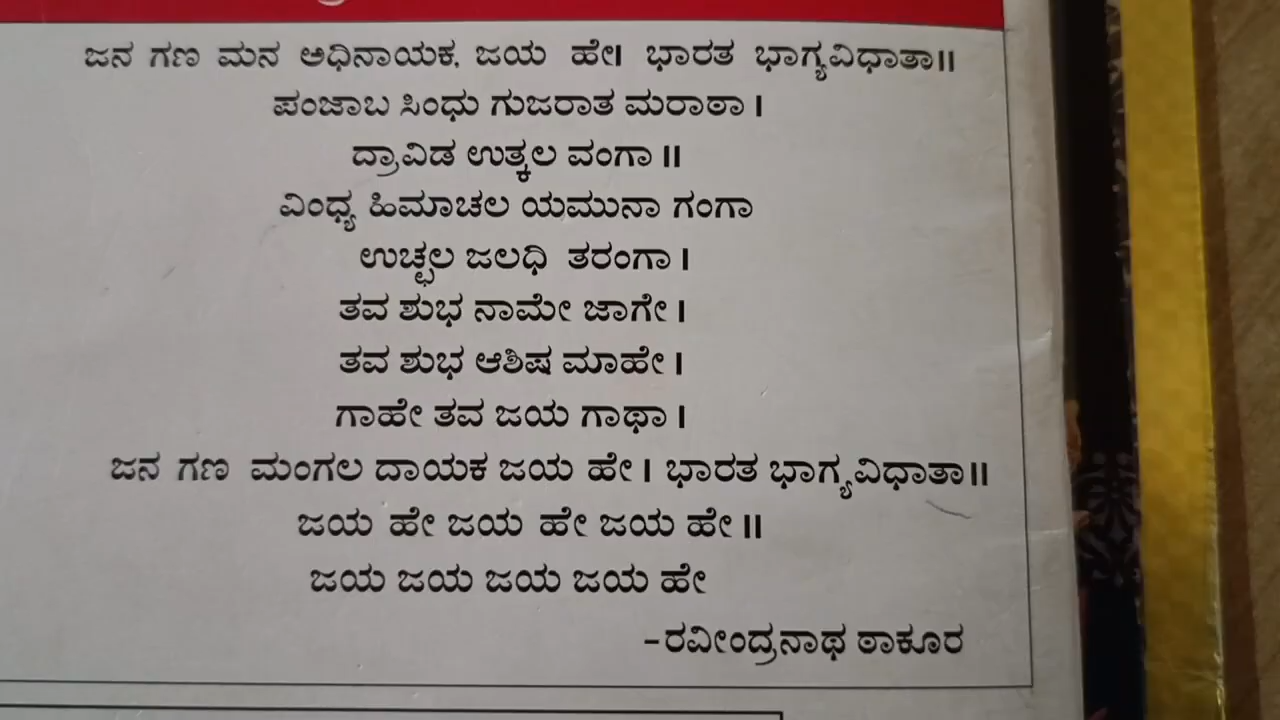 ಜನ ಗಣ ಮನ ಅಧಿನಾಯಕ. ಜಯ ಹೇ। ಭಾರತ ಭಾಗ್ಯವಿಧಾತಾ॥
ಪಂಜಾಬ ಸಿಂಧು ಗುಜರಾತ ಮರಾಠಾ ।
ದ್ರಾವಿಡ ಉತ್ಕಲ ವಂಗಾ ॥
ವಿಂಧ್ಯ ಹಿಮಾಚಲ ಯಮುನಾ ಗಂಗಾ
ಉಚ್ಛಲ ಜಲಧಿ ತರಂಗಾ ।
ತವ ಶುಭ ನಾಮೇ ಜಾಗೇ ।
ತವ ಶುಭ ಆಶಿಷ ಮಾಹೇ ।
ಗಾಹೇ ತವ ಜಯ ಗಾಥಾ ।
ಜನ ಗಣ ಮಂಗಲ ದಾಯಕ ಜಯ ಹೇ । ಭಾರತ ಭಾಗ್ಯವಿಧಾತಾ॥
ಜಯ ಹೇ ಜಯ ಹೇ ಜಯ ಹೇ ॥
ಜಯ ಜಯ ಜಯ ಜಯ ಹೇ
-ರವೀಂದ್ರನಾಥ ಠಾಕೂರ